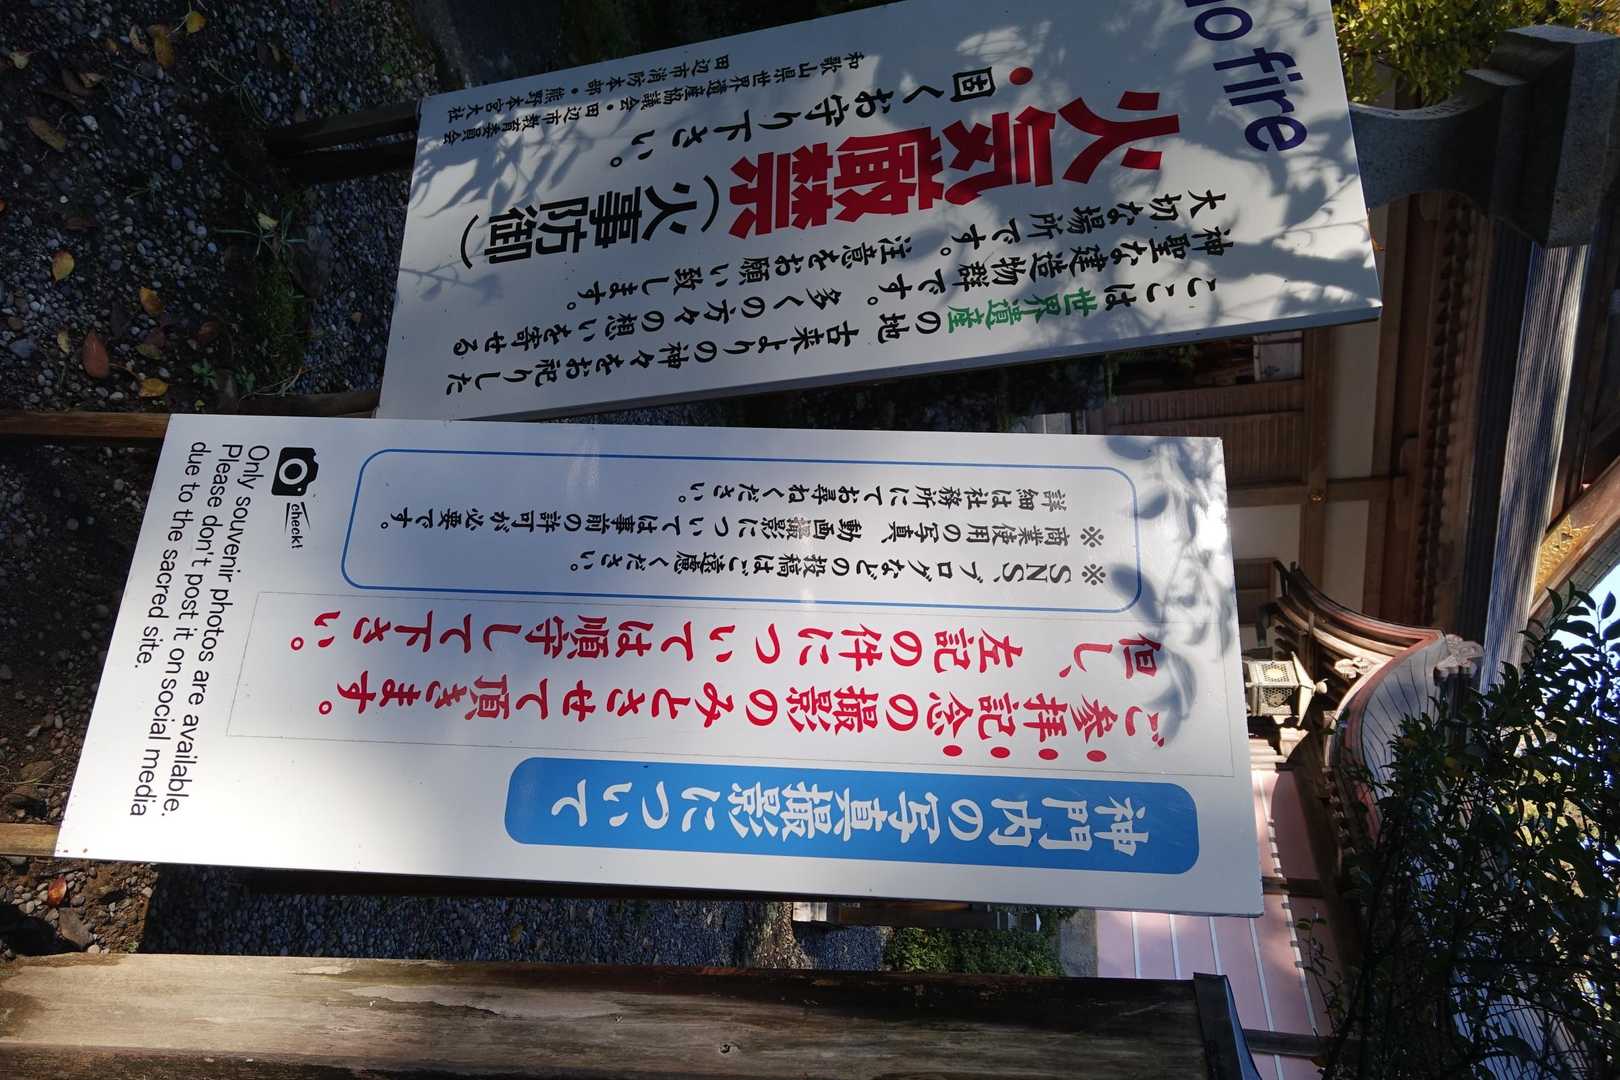 神門内の写真撮影について
ご参拝記念の撮影のみとさせて頂きます。
但し、左記の件については順守して下さい。
※SNS、ブログなどの投稿はご遠慮ください。
※商業使用の写真、動画撮影については事前の許可が必要です。
詳細は社務所にてお尋ねください。
check!
Only souvenir photos are available.
Please don't post it on social media
due to the sacred site.
No fire
ここは世界遺産の地 古来よりの神々をお祀りした
神聖な建造物群です。多くの方々の想いを寄せる
大切な場所です。注意をお願い致します。
火気厳禁(火事防御)
・固くお守り下さい。
和歌山県世界遺産協議会・田辺市教育委員会
田辺市消防本部・熊野本宮大社